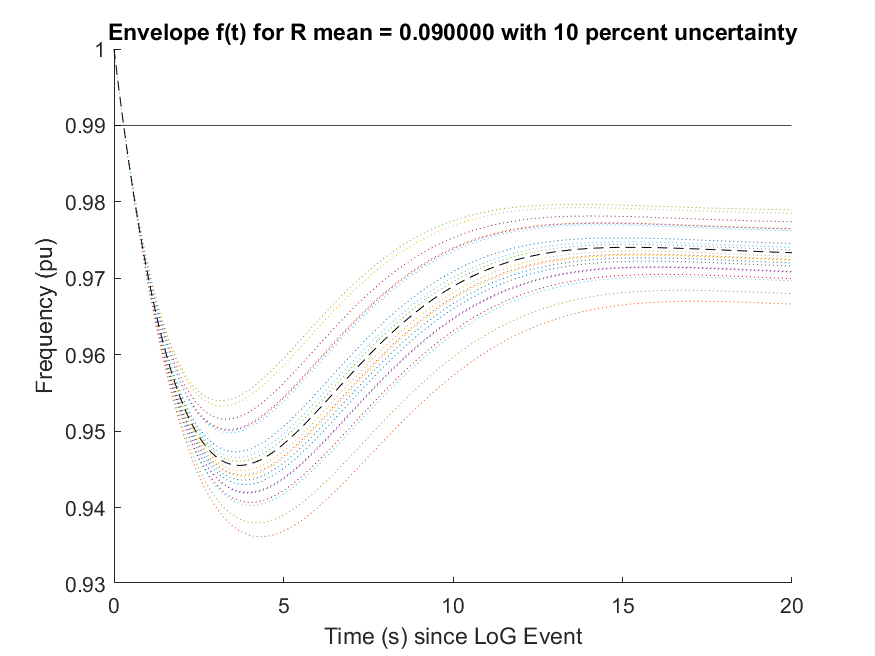 Envelope f(t) for R mean = 0.090000 with 10 percent uncertainty
1
0.99
0.98
0.97
0.96
0.95
0.94
0.93
Frequency (pu)
0 5 10 15 20
Time (s) since LoG Event